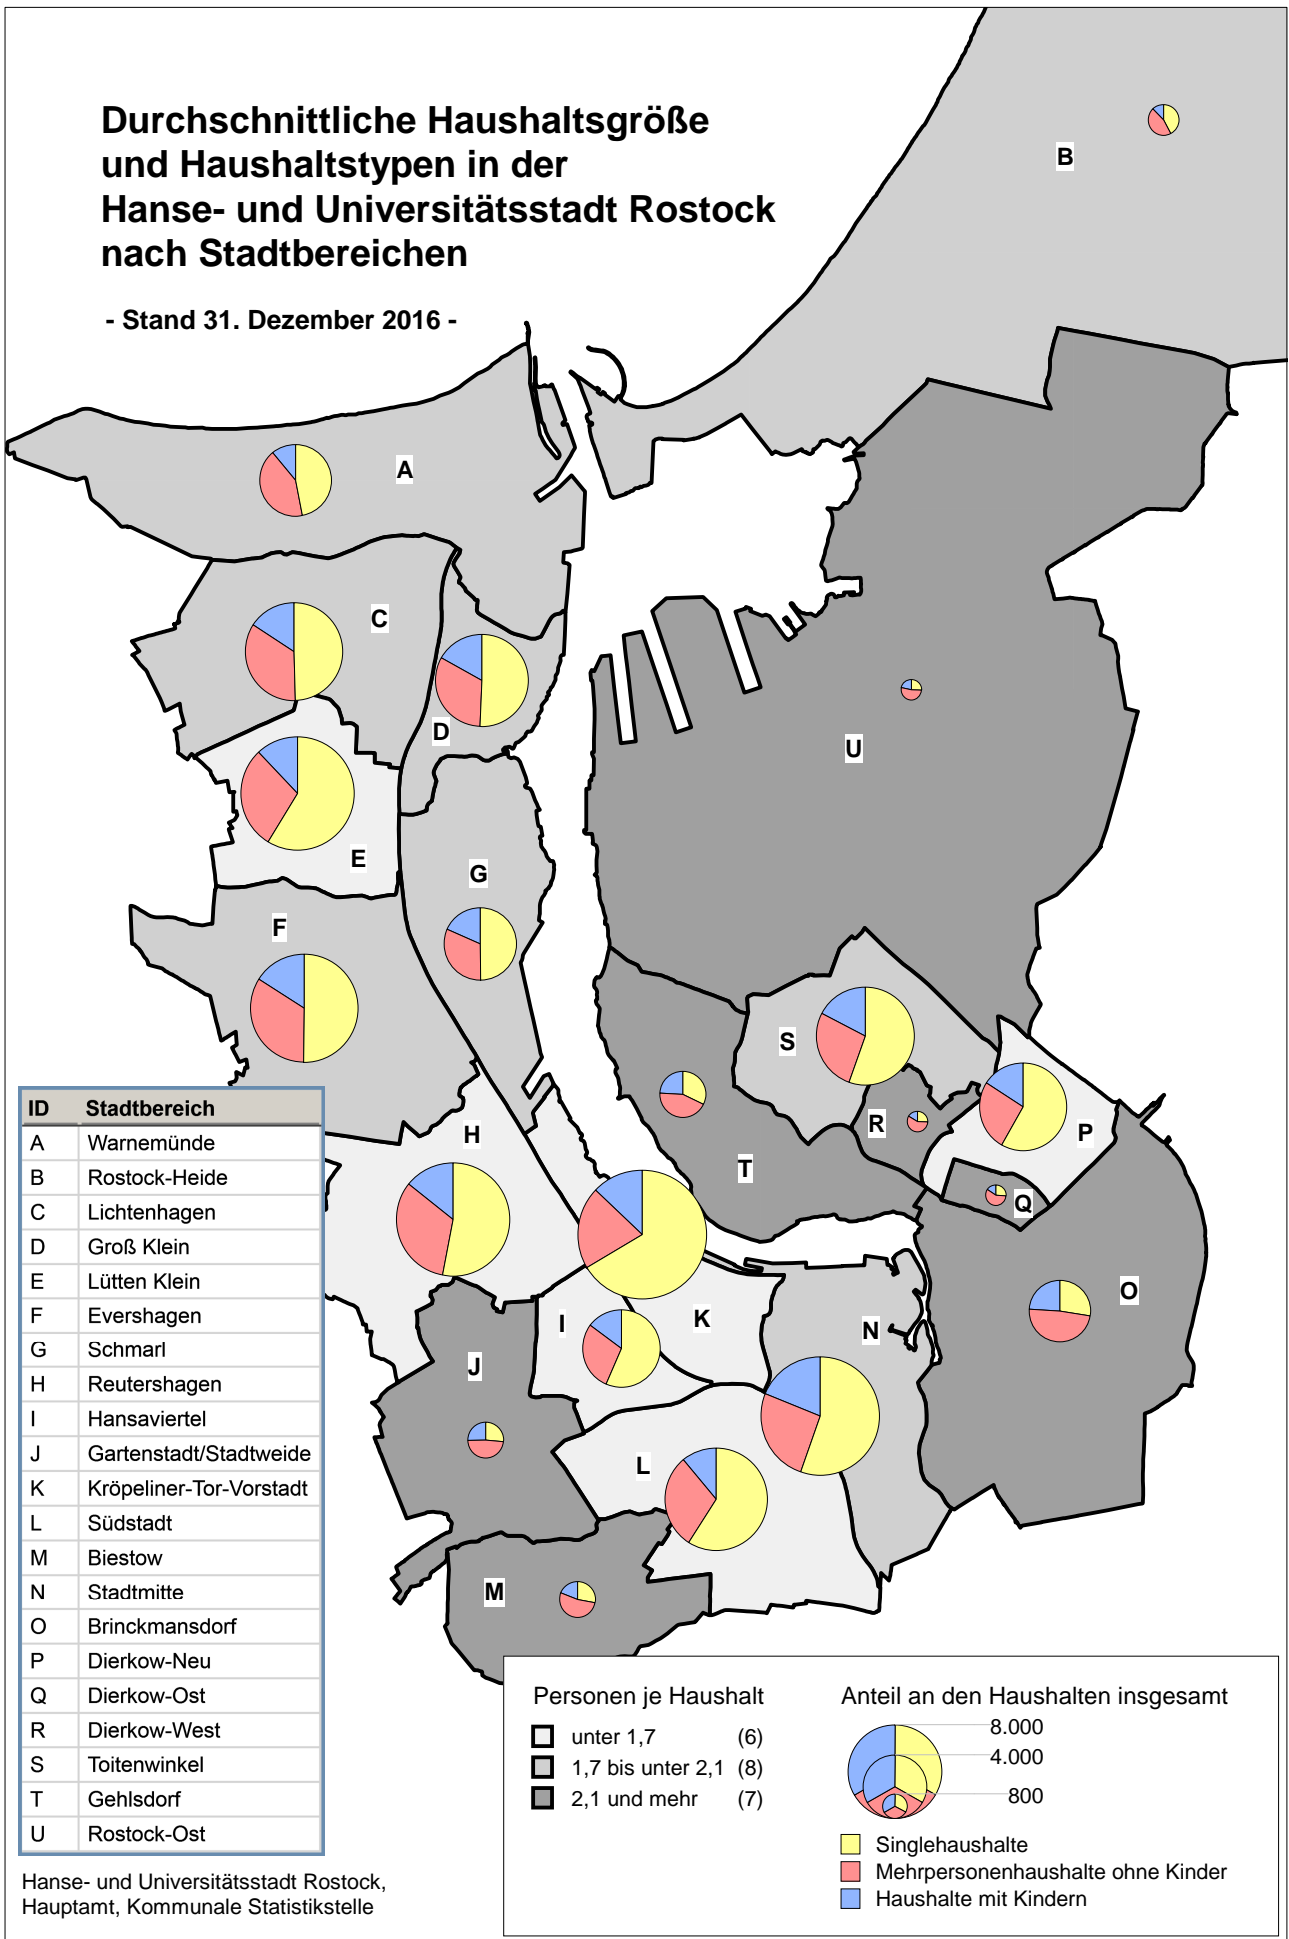 Durchschnittliche Haushaltsgröße
und Haushaltstypen in der
Hanse- und Universitätsstadt Rostock
nach Stadtbereichen
- Stand 31. Dezember 2016 -
B
A
C
D
U
E
G
F
S
H
R
P
T
Q
O
I
K
N
J
L
M
ID Stadtbereich
A Warnemünde
B Rostock-Heide
C Lichtenhagen
D Groß Klein
E Lütten Klein
F Evershagen
G Schmarl
H Reutershagen
I Hansaviertel
J Gartenstadt/Stadtweide
K Kröpeliner-Tor-Vorstadt
L Südstadt
M Biestow
N Stadtmitte
O Brinckmansdorf
P Dierkow-Neu
Q Dierkow-Ost
R Dierkow-West
S Toitenwinkel
T Gehlsdorf
U Rostock-Ost
Hanse- und Universitätsstadt Rostock,
Hauptamt, Kommunale Statistikstelle
Personen je Haushalt
unter 1,7 (6)
1,7 bis unter 2,1 (8)
2,1 und mehr (7)
Anteil an den Haushalten insgesamt
8.000
4.000
800
Singlehaushalte
Mehrpersonenhaushalte ohne Kinder
Haushalte mit Kindern